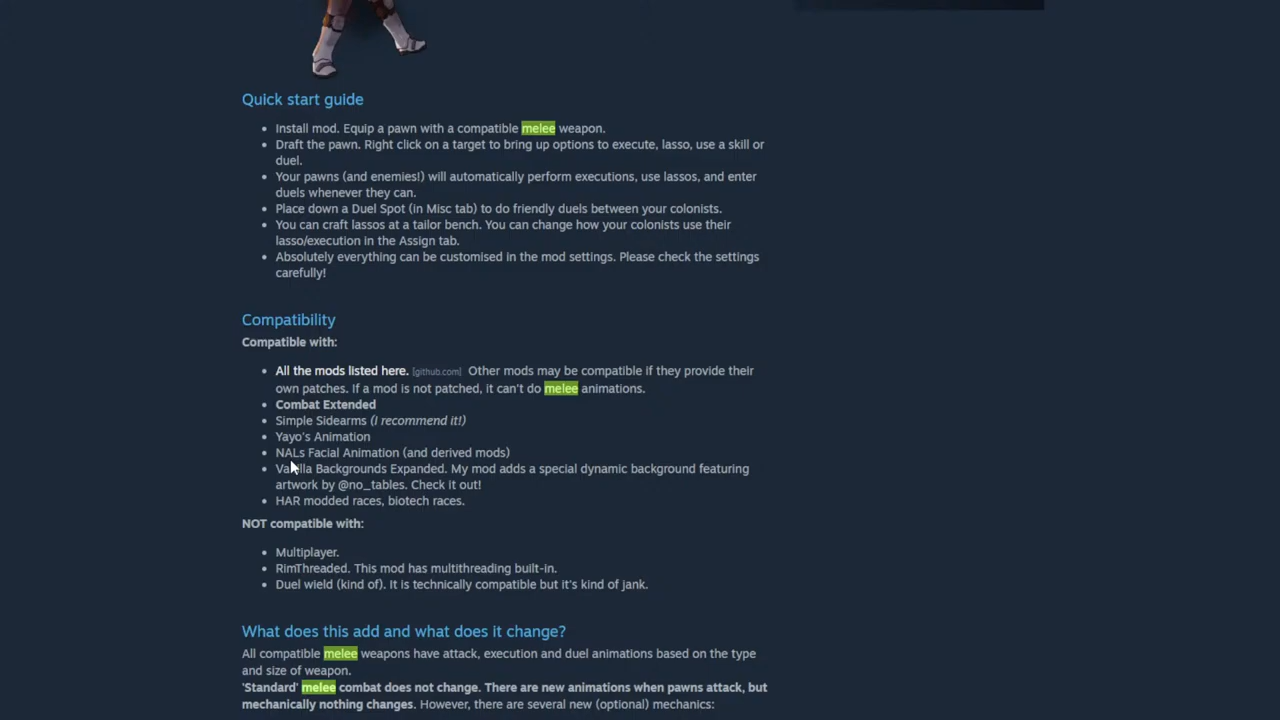 Quick start guide
Install mod. Equip a pawn with a compatible melee weapon.
Draft the pawn. Right click on a target to bring up options to execute, lasso, use a skill or
duel.
Your pawns (and enemies!) will automatically perform executions, use lassos, and enter
duels whenever they can.
Place down a Duel Spot (in Misc tab) to do friendly duels between your colonists.
You can craft lassos at a tailor bench. You can change how your colonists use their
lasso/execution in the Assign tab.
Absolutely everything can be customised in the mod settings. Please check the settings
carefully!
Compatibility
Compatible with:
All the mods listed here. [github.com] Other mods may be compatible if they provide their
own patches. If a mod is not patched, it can't do melee animations.
Combat Extended
Simple Sidearms (I recommend it!)
Yayo's Animation
NALs Facial Animation (and derived mods)
Vanilla Backgrounds Expanded. My mod adds a special dynamic background featuring
artwork by @no_tables. Check it out!
HAR modded races, biotech races.
NOT compatible with:
Multiplayer.
RimThreaded. This mod has multithreading built-in.
Duel wield (kind of). It is technically compatible but it's kind of jank.
What does this add and what does it change?
All compatible melee weapons have attack, execution and duel animations based on the type
and size of weapon.
'Standard' melee combat does not change. There are new animations when pawns attack, but
mechanically nothing changes. However, there are several new (optional) mechanics: